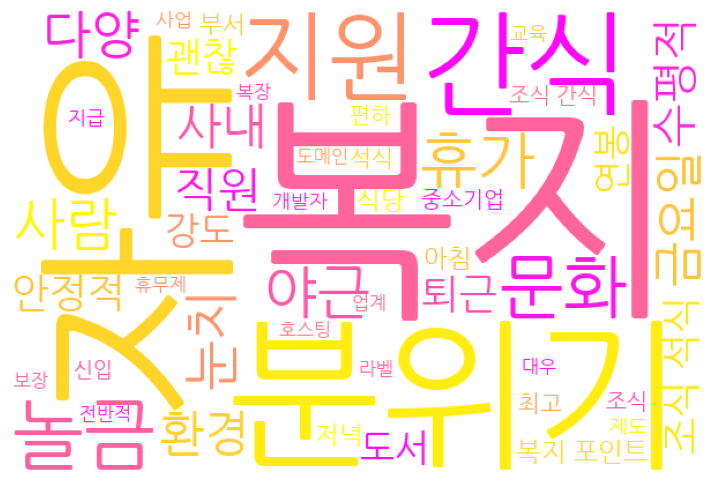 다양
사업
부서
괜찮
지원
간식
교육
수평적
지급
자유
복장
조식 간식
편하
사내
복지
도메인
석식
휴가
연봉
직원
개발자
식당
중소기업
금요일
사람
강도
아침
안정적
휴무제
야근
업계
퇴근
문화
눈치
호스팅
분위기
조식 석식
보장
신입
라벨
대우
놀금
전반적
환경
저녁
도서
최고
조식
제도
복지 포인트